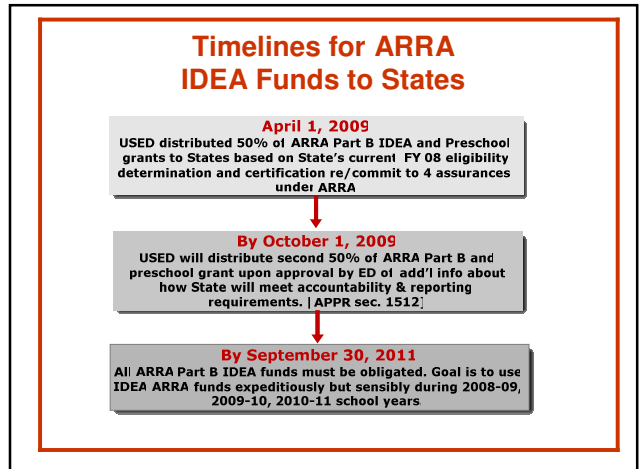 Timelines for ARRA
IDEA Funds to States
April 1, 2009
USED distributed 50% of ARRA Part B IDEA and Preschool
grants to States based on State's current FY 08 eligibility
determination and certification re/commit to 4 assurances
under ARRA
By October 1, 2009
USED will distribute second 50% of ARRA Part B and
preschool grant upon approval by ED of add'l info about
how State will meet accountability & reporting
requirements. [APPR sec. 1512]
By September 30, 2011
All ARRA Part B IDEA funds must be obligated. Goal is to use
IDEA ARRA funds expeditiously but sensibly during 2008-09,
2009-10, 2010-11 school years